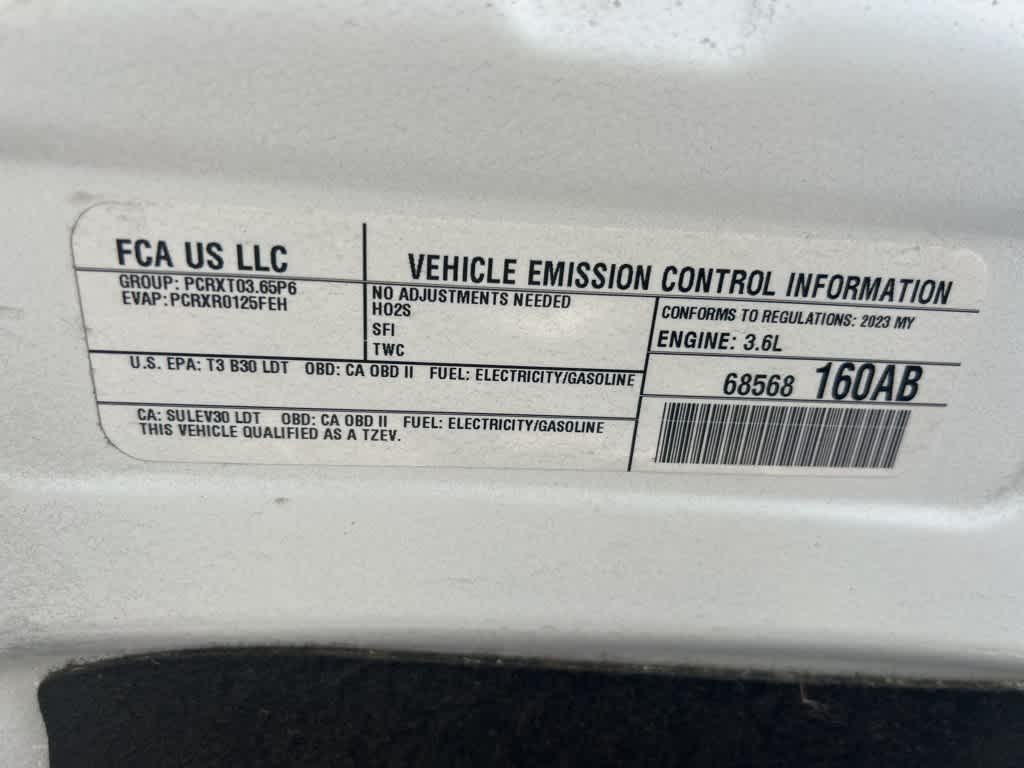 FCA US LLC
GROUP: PCRXT03.65P6
EVAP:PCRXR0125FEH
VEHICLE EMISSION CONTROL INFORMATION
NO ADJUSTMENTS NEEDED
HO2S
SFI
TWC
CONFORMS TO REGULATIONS: 2023 MY
ENGINE: 3.6L
U.S. EPA: T3 B30 LDT OBD: CA OBD II FUEL: ELECTRICITY/GASOLINE
68568 160AB
CA: SULEV30 LDT OBD: CA OBD II FUEL: ELECTRICITY/GASOLINE
THIS VEHICLE QUALIFIED AS A TZEV.